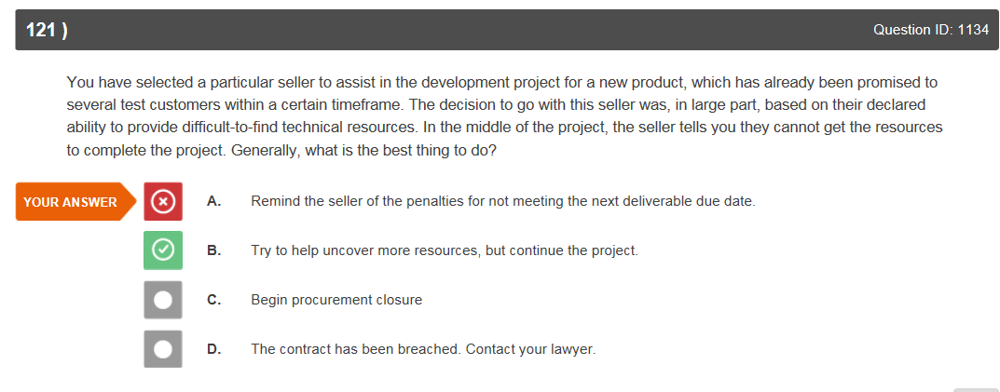 121 )
Question ID: 1134
You have selected a particular seller to assist in the development project for a new product, which has already been promised to
several test customers within a certain timeframe. The decision to go with this seller was, in large part, based on their declared
ability to provide difficult-to-find technical resources. In the middle of the project, the seller tells you they cannot get the resources
to complete the project. Generally, what is the best thing to do?
YOUR ANSWER
A. Remind the seller of the penalties for not meeting the next deliverable due date.
B. Try to help uncover more resources, but continue the project.
C. Begin procurement closure
D. The contract has been breached. Contact your lawyer.